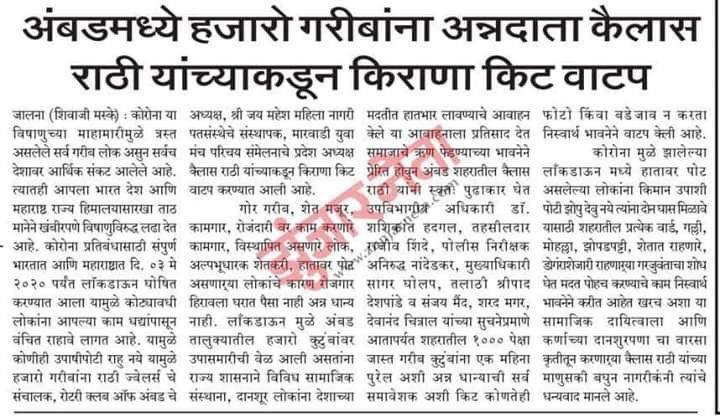 अंबडमध्ये हजारो गरीबांना अन्नदाता कैलास
राठी यांच्याकडून किराणा किट वाटप
जालना (शिवाजी मस्के) : कोरोना या
विषाणुच्या माहामारीमुळे त्रस्त
असलेले सर्व गरीब लोक असुन सर्वच
देशावर आर्थिक संकट आलेले आहे.
त्यातही आपला भारत देश आणि
महाराष्ट्र राज्य हिमालयासारखा ताठ
मानेने खंबीरपणे विषाणुविरुद्ध लढा देत
आहे. कोरोना प्रतिबंधासाठी संपुर्ण
भारतात आणि महाराष्ट्रात दि. ०३ मे
२०२० पर्यंत लॉकडाऊन घोषित
करण्यात आला यामुळे कोट्यावधी
लोकांना आपल्या काम धद्यांपासुन
वंचित राहावे लागत आहे. यामुळे
कोणीही उपाषीपोटी राहु नये यामुळे
हजारो गरीबांना राठी ज्वेलर्स चे
संचालक, रोटरी क्लब ऑफ अंबड चे
अध्यक्ष, श्री जय महेश महिला नागरी
पतसंस्थेचे संस्थापक, मारवाडी युवा
मंच परिचय संमेलनाचे प्रदेश अध्यक्ष
कैलास राठी यांच्याकडून किराणा किट
वाटप करण्यात आली आहे.
गोर गरीब, शेत मजूर,
कामगार, रोजंदारी वर काम करणारे
कामगार, विस्थापित असणारे लोक,
अल्पभूधारक शेतकरी, हातावर पोट
असणाऱ्या लोकांचे कारण रोजगार
हिरावला घरात पैसा नाही अन्न धान्य
नाही. लॉकडाऊन मुळे अंबड
तालुक्यातील हजारो कुटुंबांवर
उपासमारीची वेळ आली असतांना
राज्य शासनाने विविध सामाजिक
संस्थाना, दानशूर लोकांना देशाच्या
मदतीत हातभार लावण्याचे आवाहन
केले या आवाहनाला प्रतिसाद देत
समाजाचे ऋण फेडण्याच्या भावनेने
प्रेरित होवुन अंबड शहरातील कैलास
राठी यांनी स्वतः पुढाकार घेत
उपविभागीय अधिकारी डॉ.
शशिकांत हदगल, तहसीलदार
राजीव शिंदे, पोलीस निरीक्षक
अनिरुद्ध नांदेडकर, मुख्याधिकारी
सागर घोलप, तलाठी श्रीपाद
देशपांडे व संजय मैंद, शरद मगर,
देवानंद चित्राल यांच्या सुचनेप्रमाणे
आतापर्यंत शहरातील १००० पेक्षा
जास्त गरीब कुटुंबांना एक महिना
पुरेल अशी अन्न धान्याची सर्व
समावेशक अशी किट कोणतेही
फोटो किंवा बडेजाव न करता
निस्वार्थ भावनेने वाटप केली आहे.
कोरोना मुळे झालेल्या
लॉकडाऊन मध्ये हातावर पोट
असलेल्या लोकांना किमान उपाशी
पोटी झोपु देवु नये त्यांना दोन घास मिळावे
यासाठी शहरातील प्रत्येक वार्ड, गल्ली,
मोहल्ला, झोपडपट्टी, शेतात राहणारे,
डोंगराशेजारी राहणाऱ्या गरजुवंताचा शोध
घेत मदत पोहच करण्याचे काम निस्वार्थ
भावनेने करीत आहेत खरच अशा या
सामाजिक दायित्वाला आणि
कर्णाच्या दानशुरपणा चा वारसा
कृतीतून करणाऱ्या कैलास राठी यांच्या
माणुसकी बघुन नागरीकंनी त्यांचे
धन्यवाद मानले आहे.
झुंजार नेता